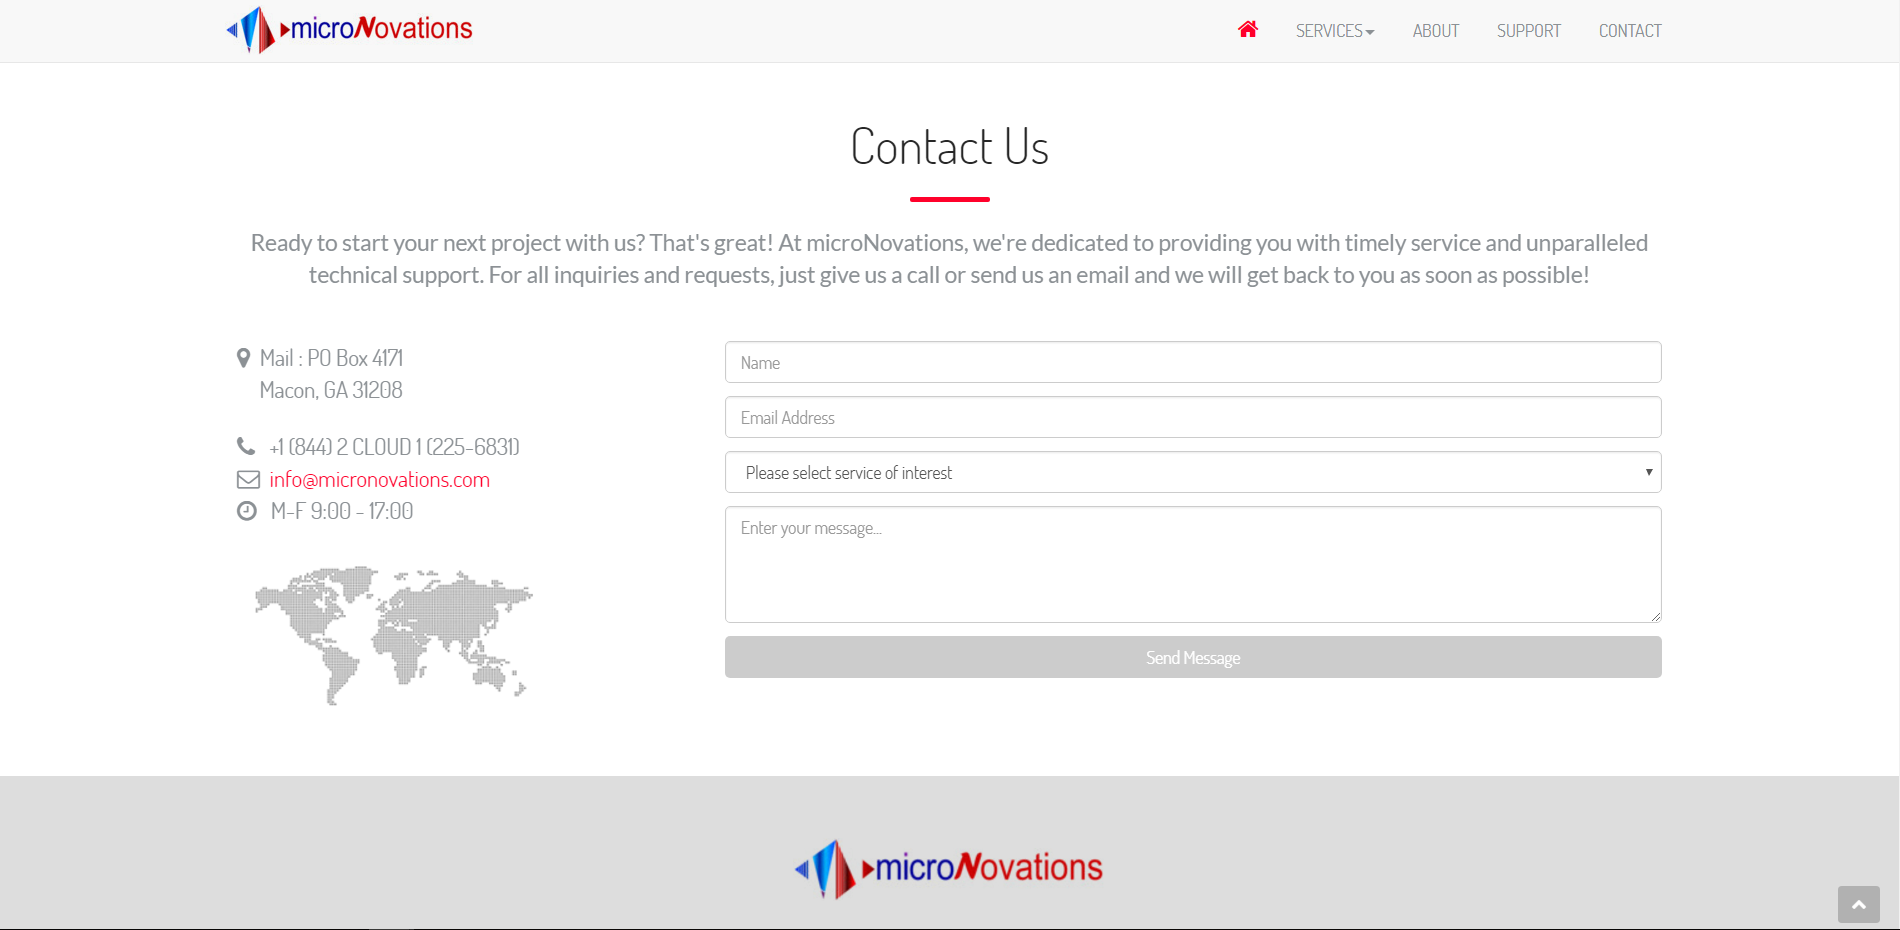 microNovations
SERVICES
ABOUT
SUPPORT
CONTACT
Contact Us
Ready to start your next project with us? That's great! At microNovations, we're dedicated to providing you with timely service and unparalleled
technical support. For all inquiries and requests, just give us a call or send us an email and we will get back to you as soon as possible!
Mail : PO Box 4171
Macon, GA 31208
+1 (844) 2 CLOUD 1 (225-6831)
info@micronovations.com
M-F 9:00 - 17:00
Name
Email Address
Please select service of interest
Enter your message...
Send Message
microNovations